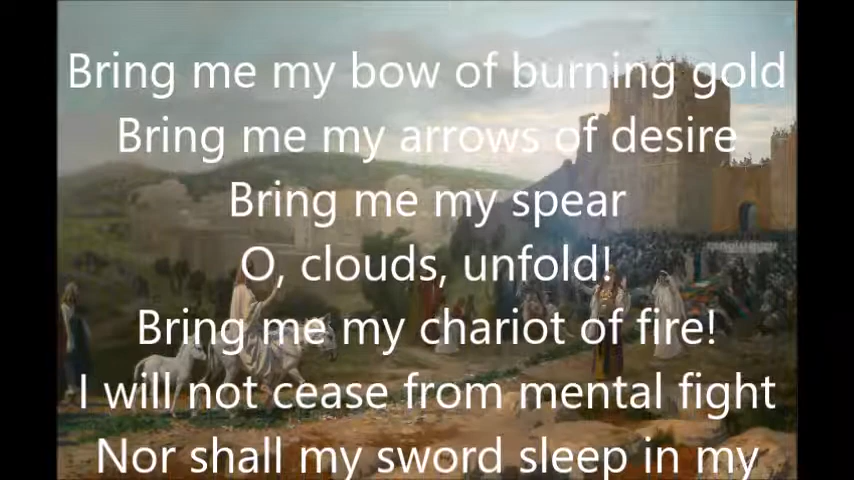 Bring me my bow of burning gold
Bring me my arrows of desire
Bring me my spear
O, clouds, unfold!
Bring me my chariot of fire!
I will not cease from mental fight
Nor shall my sword sleep in my